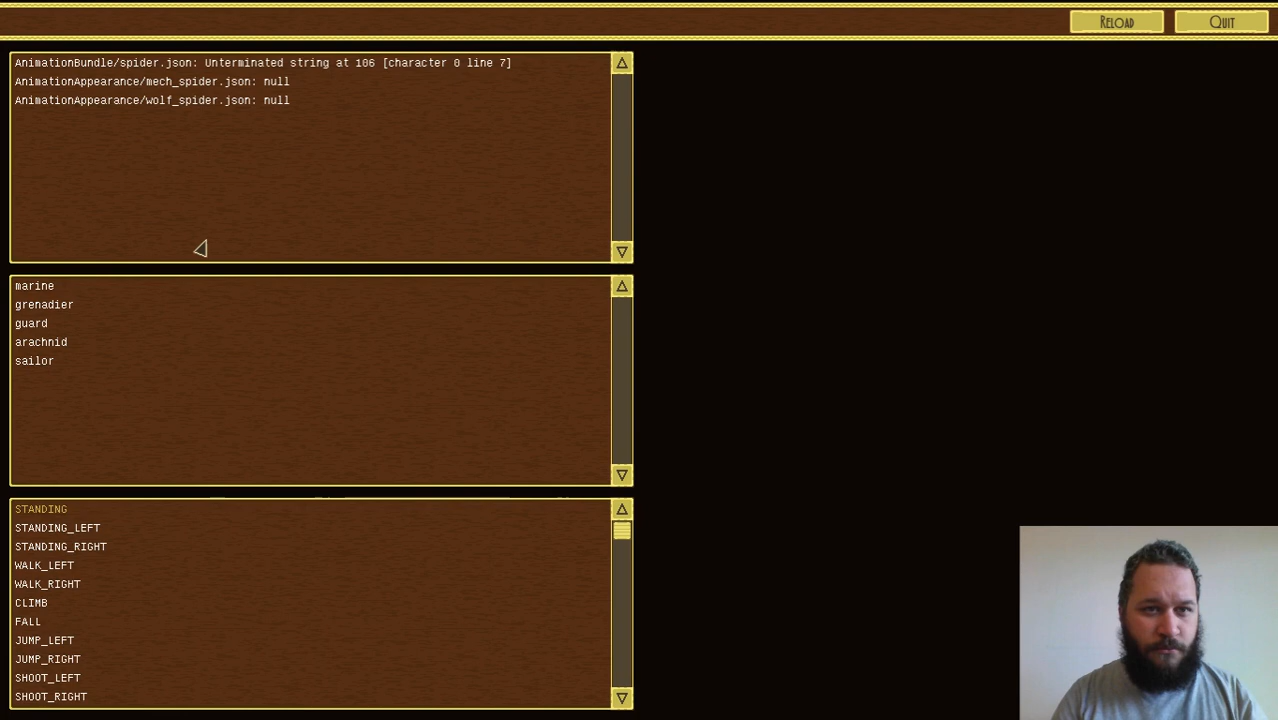 Reload Quit
AnimationBundle/spider.json: Unterminated string at 106 [character 0 line 7]
AnimationAppearance/mech_spider.json: null
AnimationAppearance/wolf_spider.json: null
marine
grenadier
guard
arachnid
sailor
STANDING
STANDING_LEFT
STANDING_RIGHT
WALK_LEFT
WALK_RIGHT
CLIMB
FALL
JUMP_LEFT
JUMP_RIGHT
SHOOT_LEFT
SHOOT_RIGHT